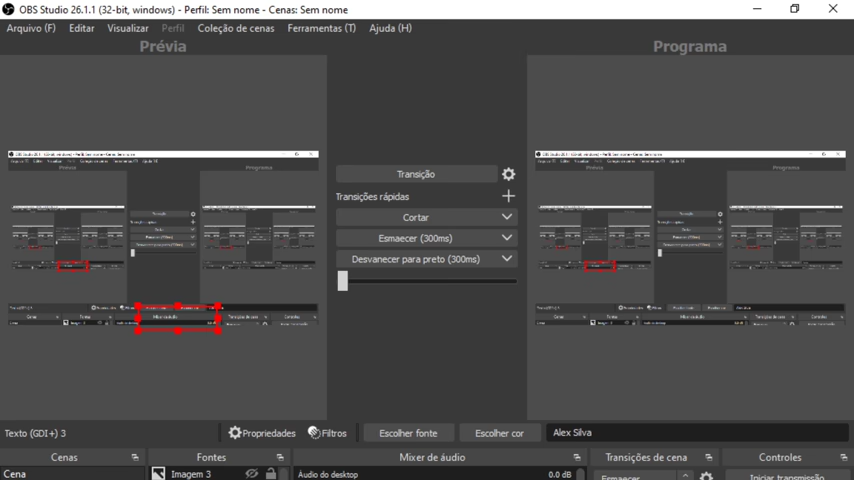 OBS Studio 26.1.1 (32-bit, windows) - Perfil: Sem nome - Cenas: Sem nome
Arquivo (F) Editar Visualizar Perfil Coleção de cenas Ferramentas (T) Ajuda (H)
Prévia
Programa
Transição
Transições rápidas
Cortar
Esmaecer (300ms)
Desvanecer para preto (300ms)
Texto (GDI+) 3 Propriedades Filtros Escolher fonte Escolher cor Alex Silva
Cenas Fontes Mixer de áudio Transições de cena Controles
Cena Imagem 3 Áudio do desktop 0.0 dB Esmaecer Iniciar transmissão